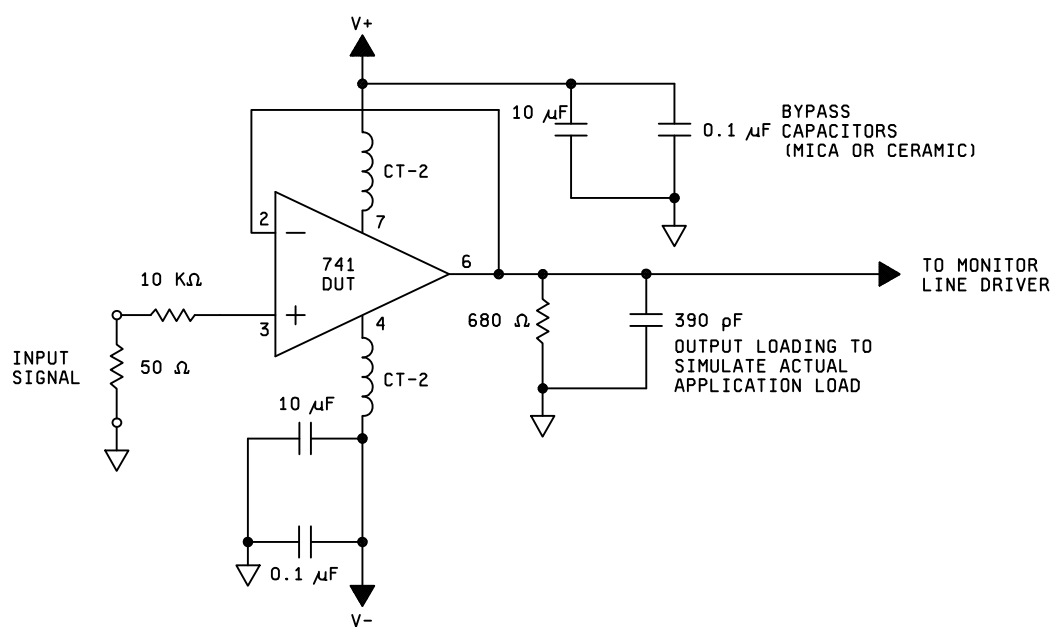 V+
10 µF
0.1 µF
BYPASS
CAPACITORS
(MICA OR CERAMIC)
CT-2
2
7
741
DUT
6
TO MONITOR
LINE DRIVER
10 KΩ
3
4
680 Ω
390 pF
OUTPUT LOADING TO
SIMULATE ACTUAL
APPLICATION LOAD
INPUT
SIGNAL
50 Ω
CT-2
10 µF
0.1 µF
V-